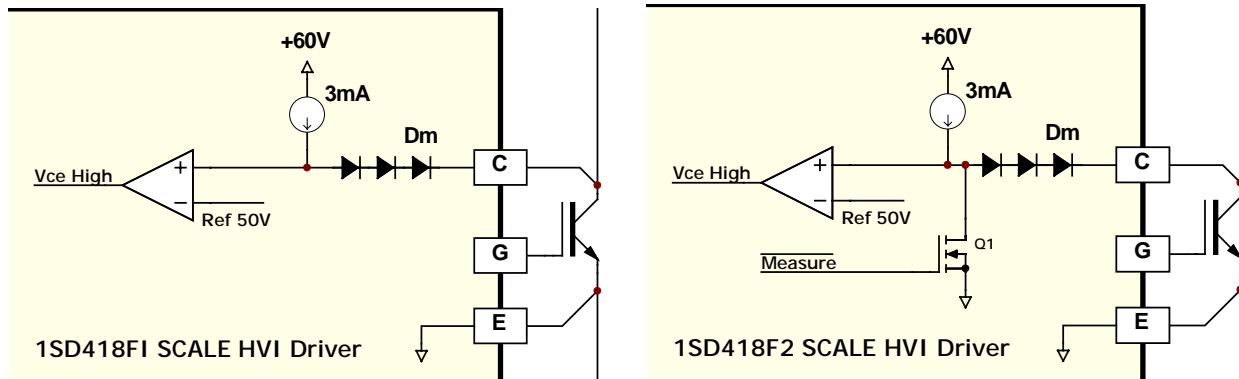 +60V
3mA
Dm
C
Vce High
+
−
Ref 50V
G
E
1SD418FI SCALE HVI Driver
+60V
3mA
Dm
C
Vce High
+
−
Ref 50V
Q1
G
Measure
E
1SD418F2 SCALE HVI Driver